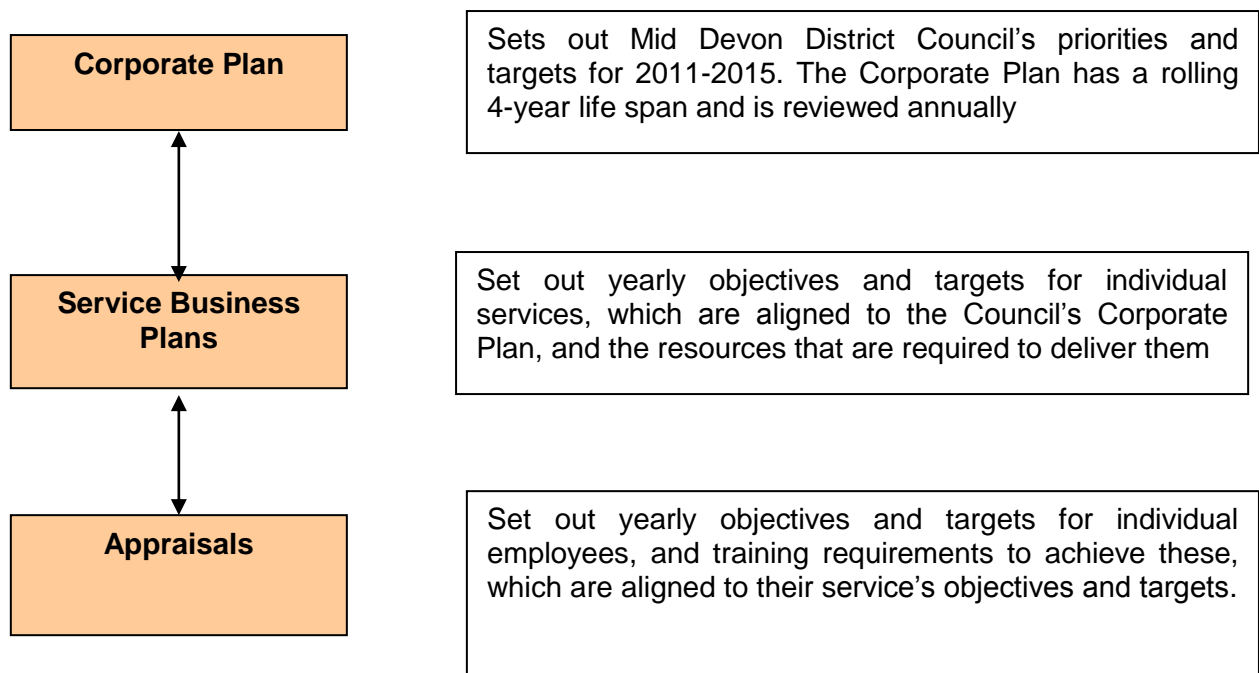 Corporate Plan
Sets out Mid Devon District Council's priorities and
targets for 2011-2015. The Corporate Plan has a rolling
4-year life span and is reviewed annually
Service Business
Plans
Set out yearly objectives and targets for individual
services, which are aligned to the Council's Corporate
Plan, and the resources that are required to deliver them
Appraisals
Set out yearly objectives and targets for individual
employees, and training requirements to achieve these,
which are aligned to their service's objectives and targets.